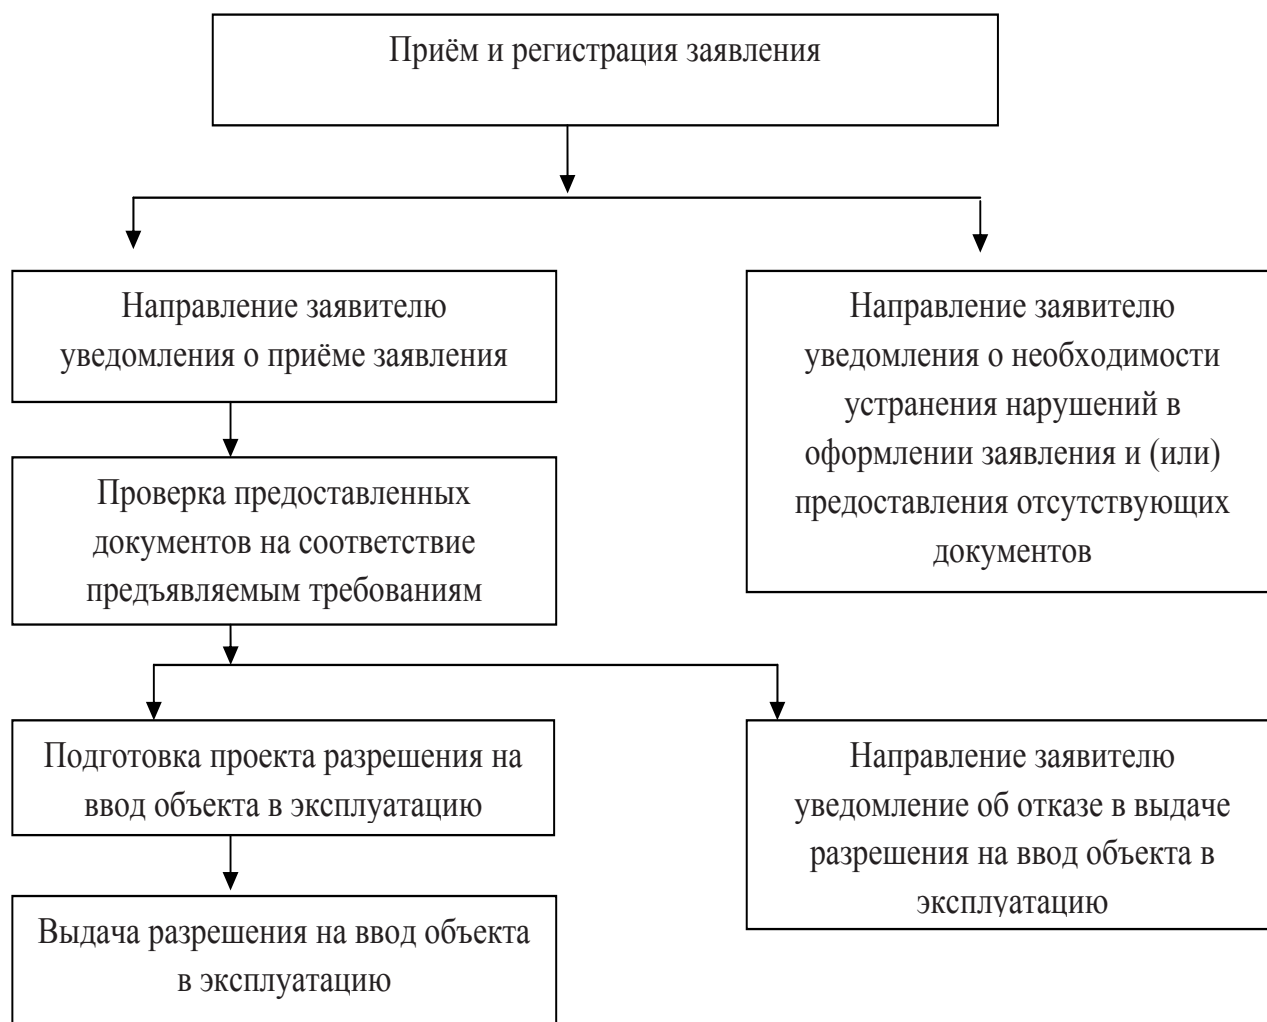 Приём и регистрация заявления
Направление заявителю
уведомления о приёме заявления
Направление заявителю
уведомления о необходимости
устранения нарушений в
оформлении заявления и (или)
предоставления отсутствующих
документов
Проверка предоставленных
документов на соответствие
предъявляемым требованиям
Подготовка проекта разрешения на
ввод объекта в эксплуатацию
Направление заявителю
уведомление об отказе в выдаче
разрешения на ввод объекта в
эксплуатацию
Выдача разрешения на ввод объекта
в эксплуатацию